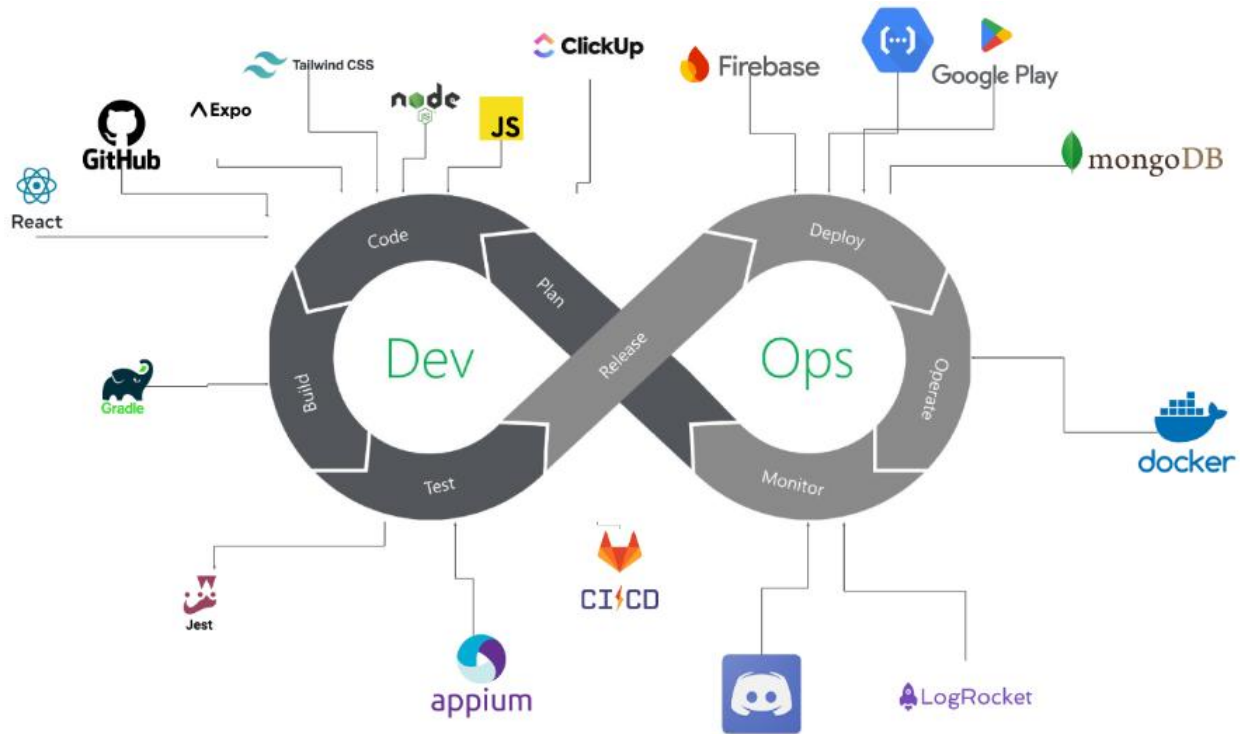 ClickUp
Firebase
Google Play
Tailwind CSS
Expo
node
JS
JS
GitHub
mongoDB
React
Code
Plan
Deploy
Dev
Release
Ops
Build
Operate
Gradle
docker
Test
Monitor
CI
CD
Jest
appium
LogRocket